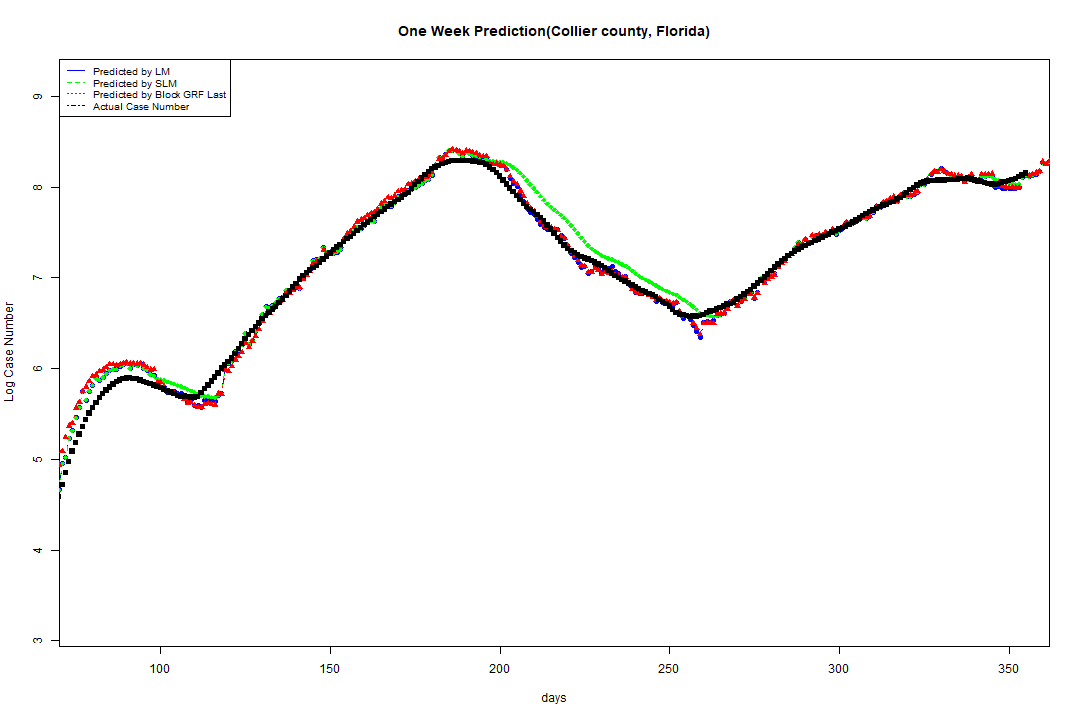 One Week Prediction(Collier county, Florida)
Predicted by LM
Predicted by SLM
Predicted by Block GRF Last
Actual Case Number
9
8
7
6
5
4
3
Log Case Number
100 150 200 250 300 350
days